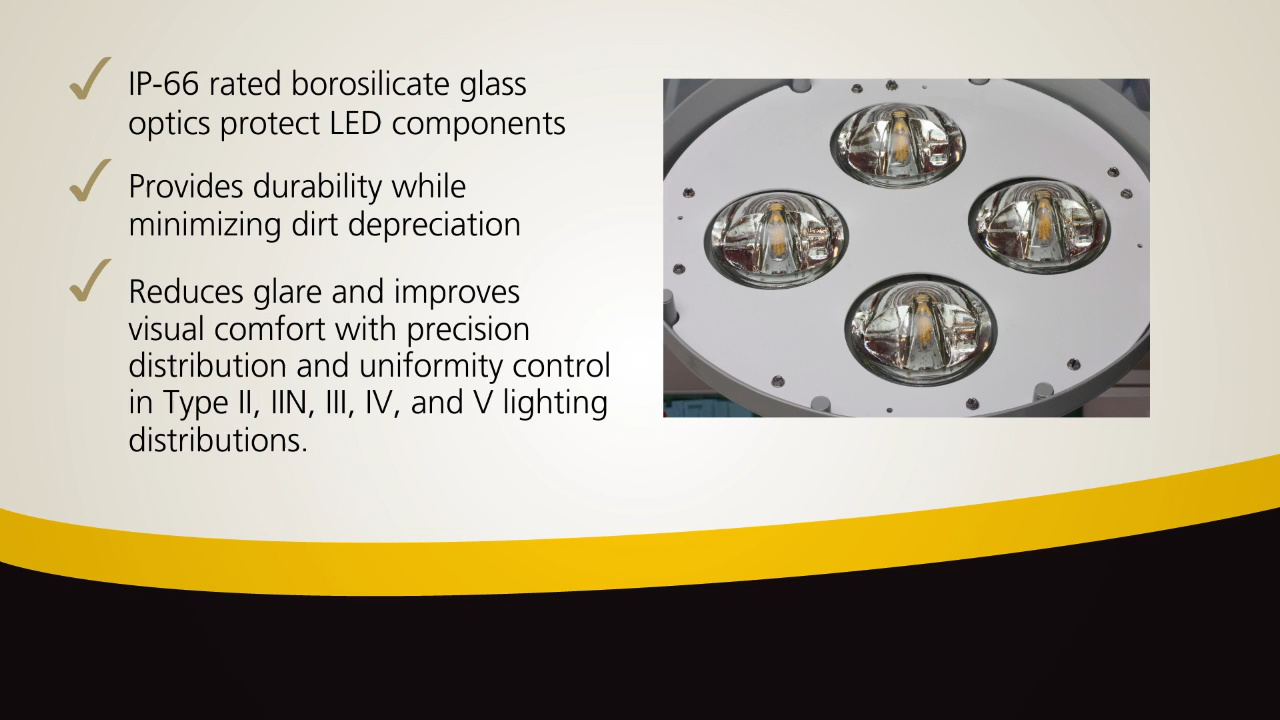 IP-66 rated borosilicate glass
optics protect LED components
Provides durability while
minimizing dirt depreciation
Reduces glare and improves
visual comfort with precision
distribution and uniformity control
in Type II, IIN, III, IV, and V lighting
distributions.